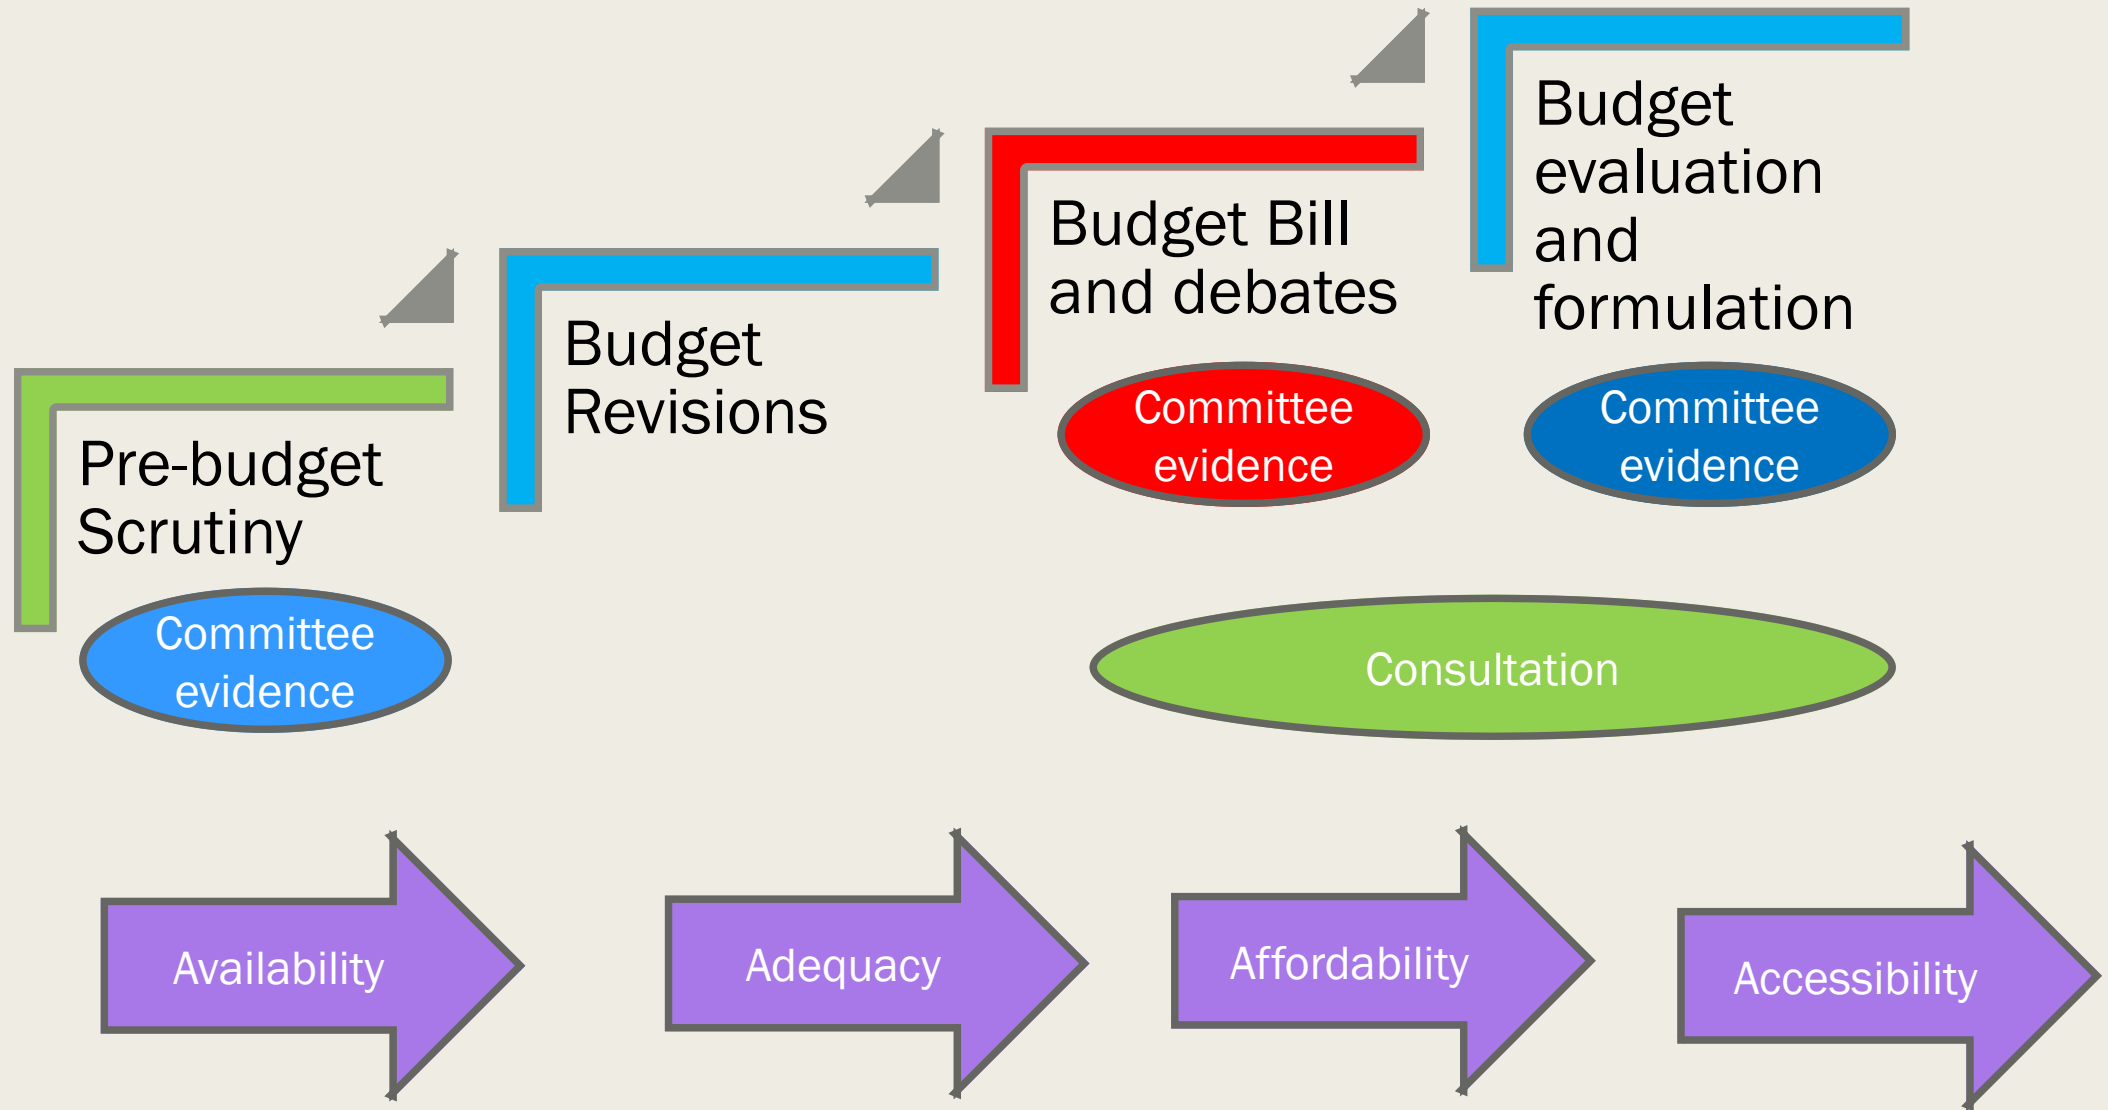 Pre-budget
Scrutiny
Committee
evidence
Budget
Revisions
Budget Bill
and debates
Committee
evidence
Budget
evaluation
and
formulation
Committee
evidence
Consultation
Availability
Adequacy
Affordability
Accessibility